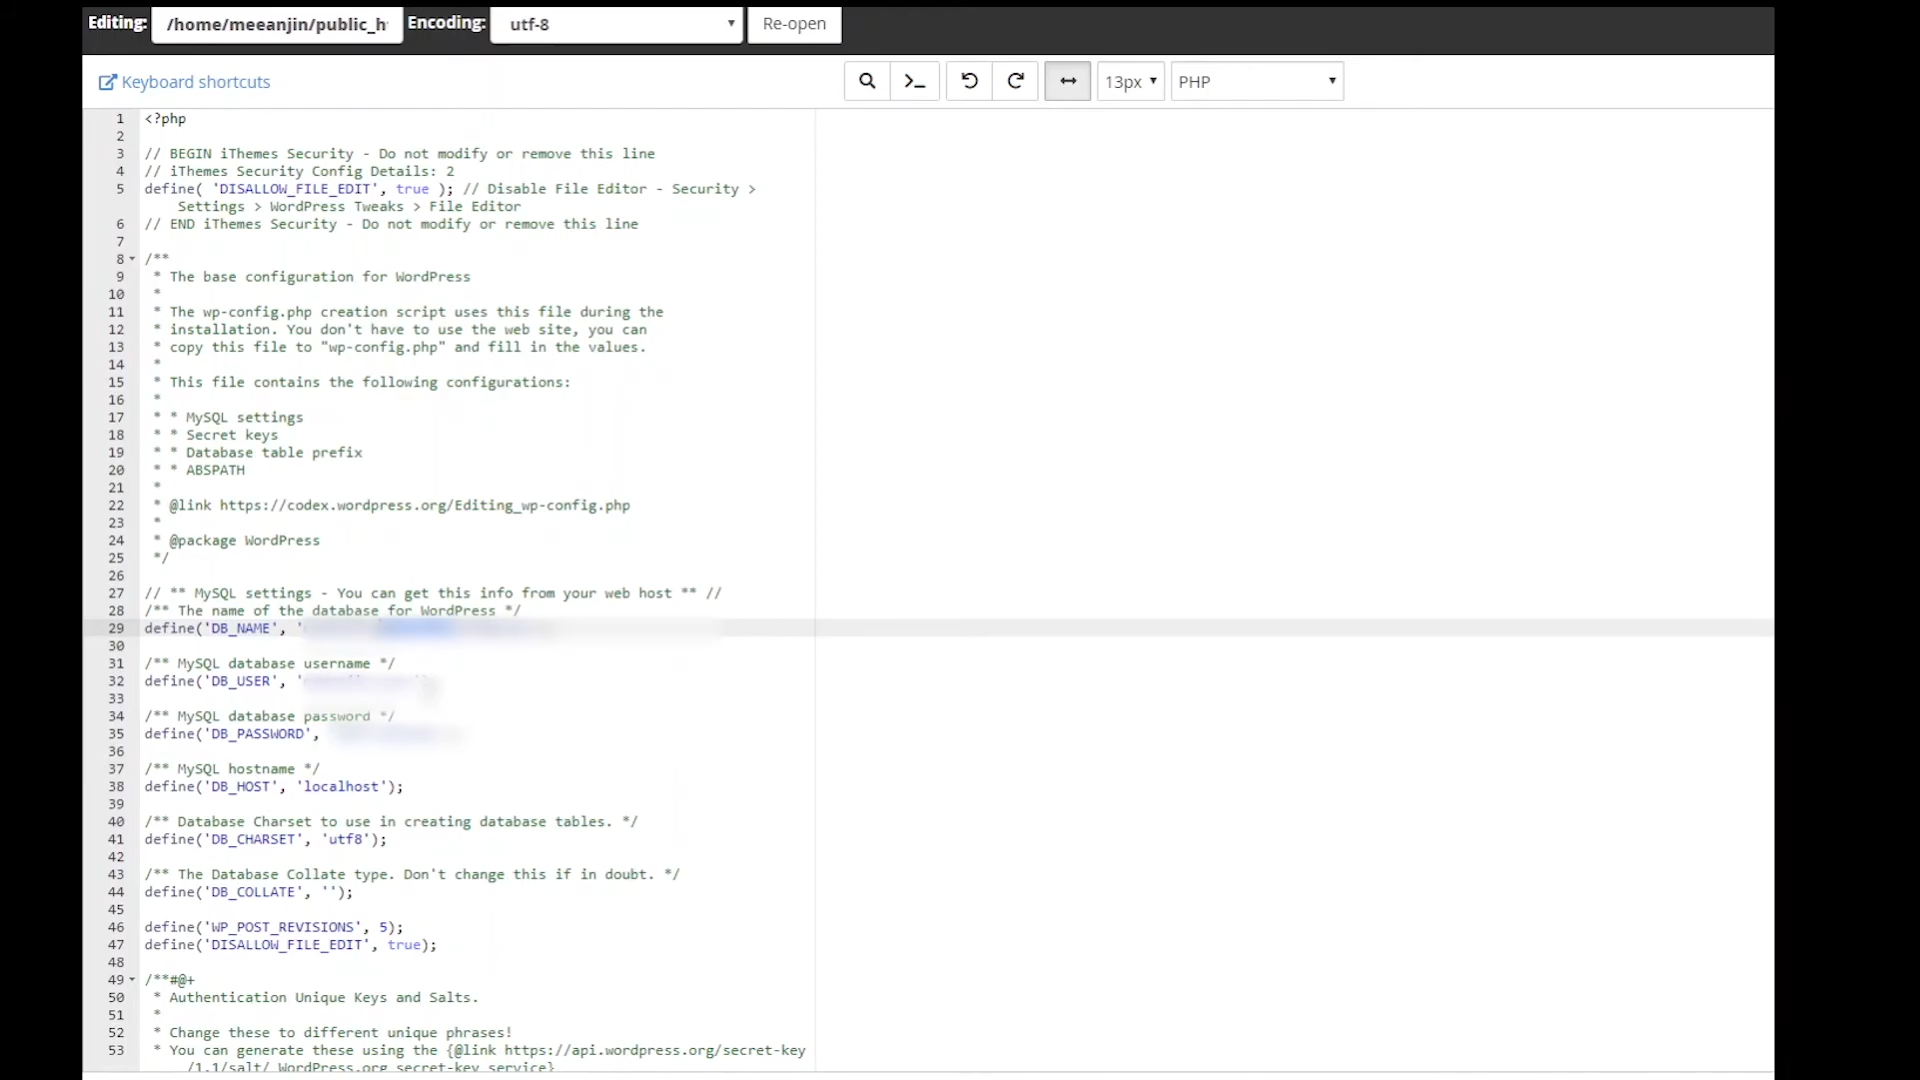 Editing: /home/meeanjin/public_h Encoding: utf-8 Re-open
Keyboard shortcuts 13px PHP
1 <?php
2
3 // BEGIN iThemes Security - Do not modify or remove this line
4 // iThemes Security Config Details: 2
5 define( 'DISALLOW_FILE_EDIT', true ); // Disable File Editor - Security >
Settings > WordPress Tweaks > File Editor
6 // END iThemes Security - Do not modify or remove this line
7
8 /**
9 * The base configuration for WordPress
10 *
11 * The wp-config.php creation script uses this file during the
12 * installation. You don't have to use the web site, you can
13 * copy this file to "wp-config.php" and fill in the values.
14 *
15 * This file contains the following configurations:
16 *
17 * * MySQL settings
18 * * Secret keys
19 * * Database table prefix
20 * * ABSPATH
21 *
22 * @link https://codex.wordpress.org/Editing_wp-config.php
23 *
24 * @package WordPress
25 */
26
27 // ** MySQL settings - You can get this info from your web host ** //
28 /** The name of the database for WordPress */
29 define('DB_NAME', '
30
31 /** MySQL database username */
32 define('DB_USER', '
33
34 /** MySQL database password */
35 define('DB_PASSWORD',
36
37 /** MySQL hostname */
38 define('DB_HOST', 'localhost');
39
40 /** Database Charset to use in creating database tables. */
41 define('DB_CHARSET', 'utf8');
42
43 /** The Database Collate type. Don't change this if in doubt. */
44 define('DB_COLLATE', '');
45
46 define('WP_POST_REVISIONS', 5);
47 define('DISALLOW_FILE_EDIT', true);
48
49 /**#@+
50 * Authentication Unique Keys and Salts.
51 *
52 * Change these to different unique phrases!
53 * You can generate these using the {@link https://api.wordpress.org/secret-key
/1.1/salt/ WordPress.org secret-key service}